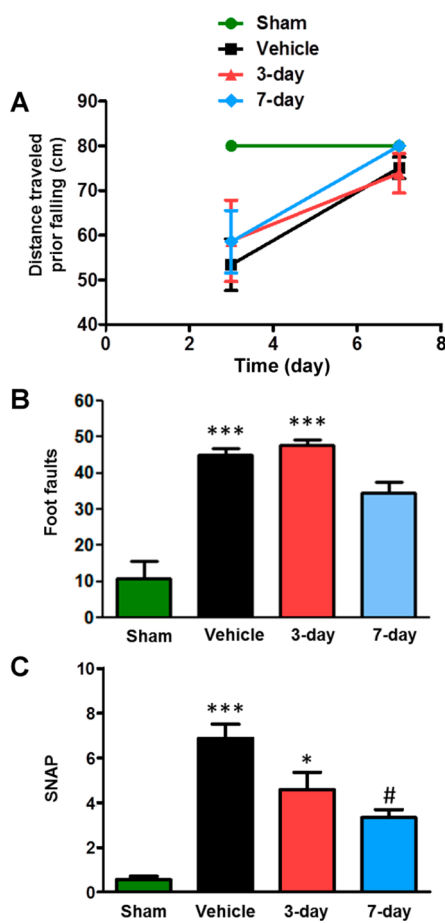 Sham
Vehicle
3-day
7-day
A
Distance traveled
prior falling (cm)
90
80
70
60
50
40
0 2 4 6 8
Time (day)
B
Foot faults
60
50
40
30
20
10
0
*** ***
Sham Vehicle 3-day 7-day
C
SNAP
10
8
6
4
2
0
***
*
#
Sham Vehicle 3-day 7-day